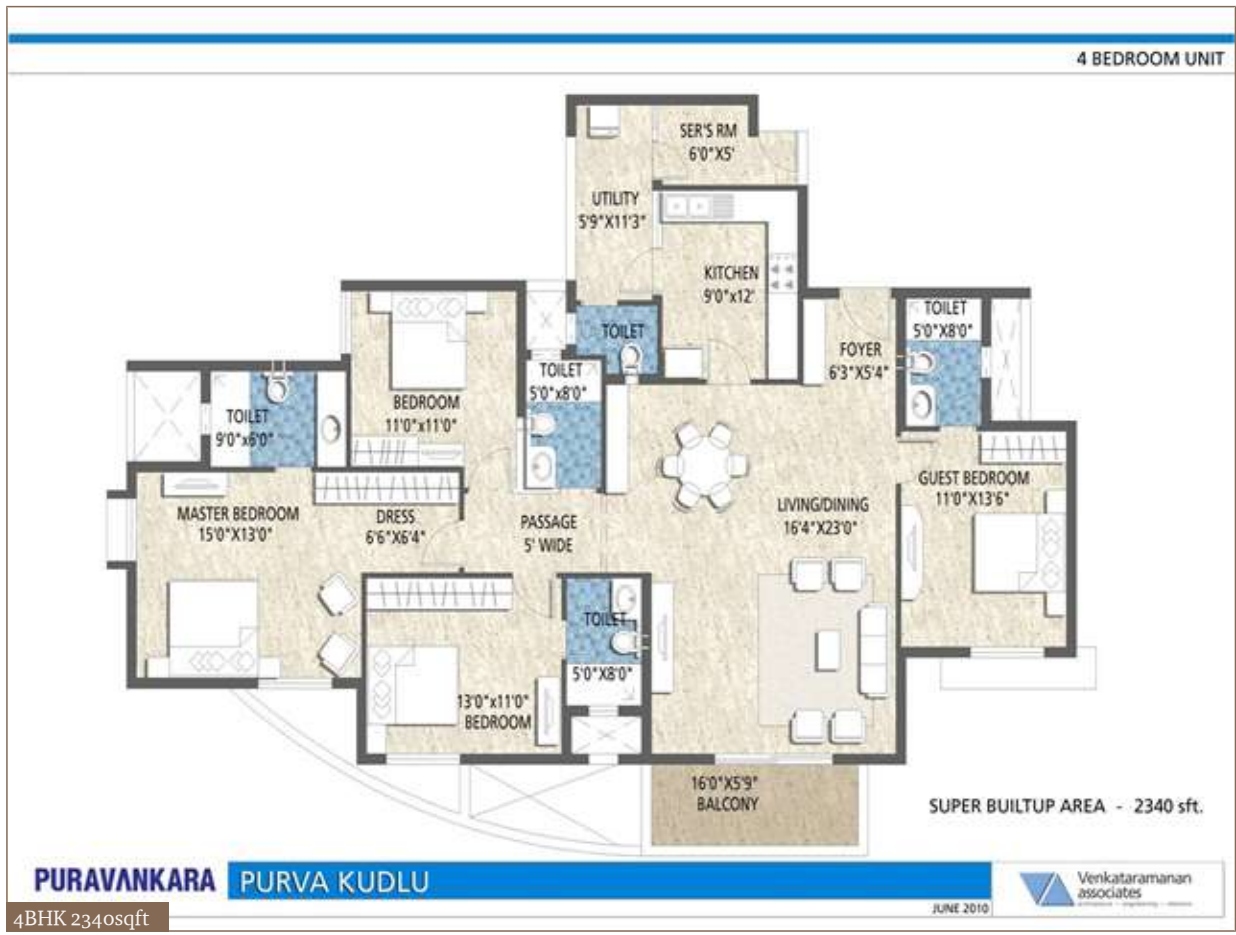 4 BEDROOM UNIT
SER'S RM
6'0"X5'
UTILITY
5'9"X11'3"
KITCHEN
9'0"x12'
TOILET
TOILET
5'0"X8'0"
FOYER
6'3"X5'4"
TOILET
5'0"x8'0"
BEDROOM
11'0"x11'0"
TOILET
9'0"x6'0"
GUEST BEDROOM
11'0"X13'6"
MASTER BEDROOM
15'0"X13'0"
DRESS
6'6"X6'4"
PASSAGE
5' WIDE
LIVING/DINING
16'4"X23'0"
TOILET
5'0"X8'0"
13'0"x11'0"
BEDROOM
16'0"X5'9"
BALCONY
SUPER BUILTUP AREA - 2340 sft.
PURAVANKARA
PURVA KUDLU
JUNE 2010
Venkataramanan
associates
4BHK 2340sqft